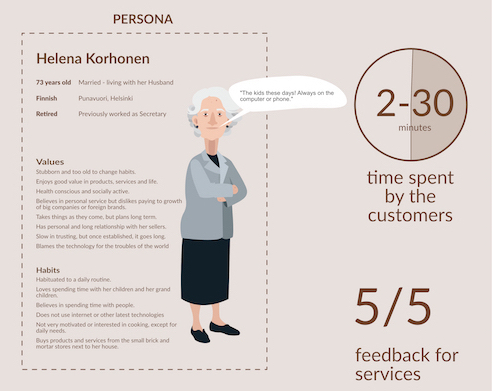 PERSONA
Helena Korhonen
73 years old Married - living with her Husband
Finnish Punavuori, Helsinki
Retired Previously worked as Secretary
"The kids these days! Always on the
computer or phone."
Values
Stubborn and too old to change habits.
Enjoys good value in products, services and life.
Health conscious and socially active.
Believes in personal service but dislikes paying to growth
of big companies or foreign brands.
Takes things as they come, but plans long term.
Has personal and long relationship with her sellers.
Slow in trusting, but once established, it goes long.
Blames the technology for the troubles of the world
Habits
Habituated to a daily routine.
Loves spending time with her children and her grand
children.
Believes in spending time with people.
Does not use internet or other latest technologies
Not very motivated or interested in cooking, except for
daily needs.
Buys products and services from the small brick and
mortar stores next to her house.
2-30
minutes
time spent
by the
customers
5/5
feedback for
services